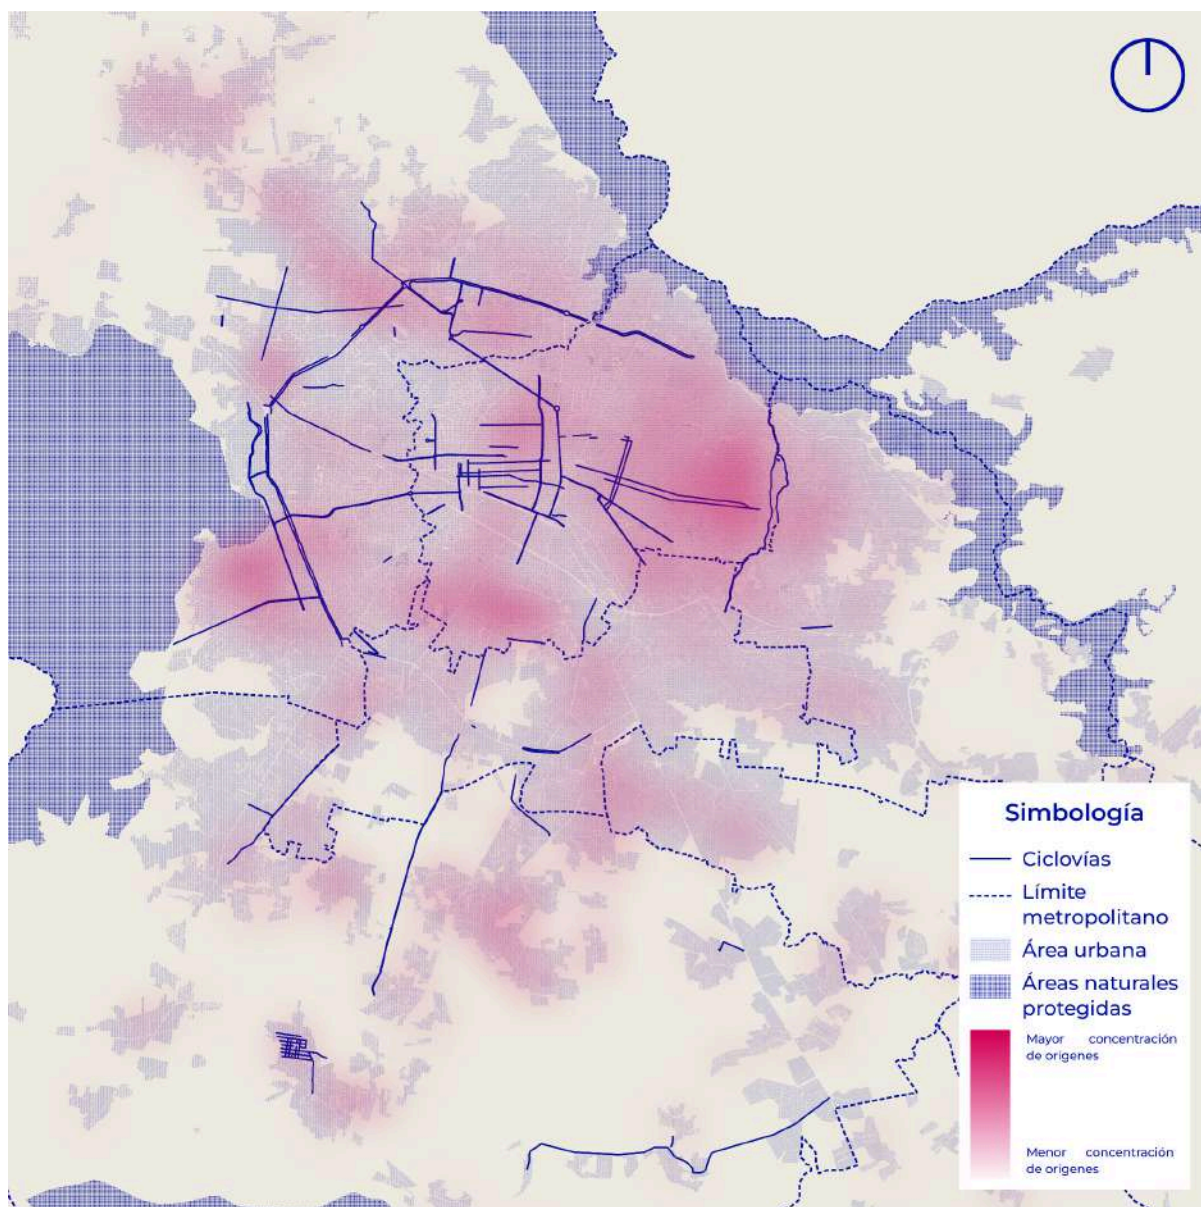 Simbología
Ciclovías
Límite
metropolitano
Área urbana
Áreas naturales
protegidas
Mayor concentración
de origenes
Menor concentración
de origenes